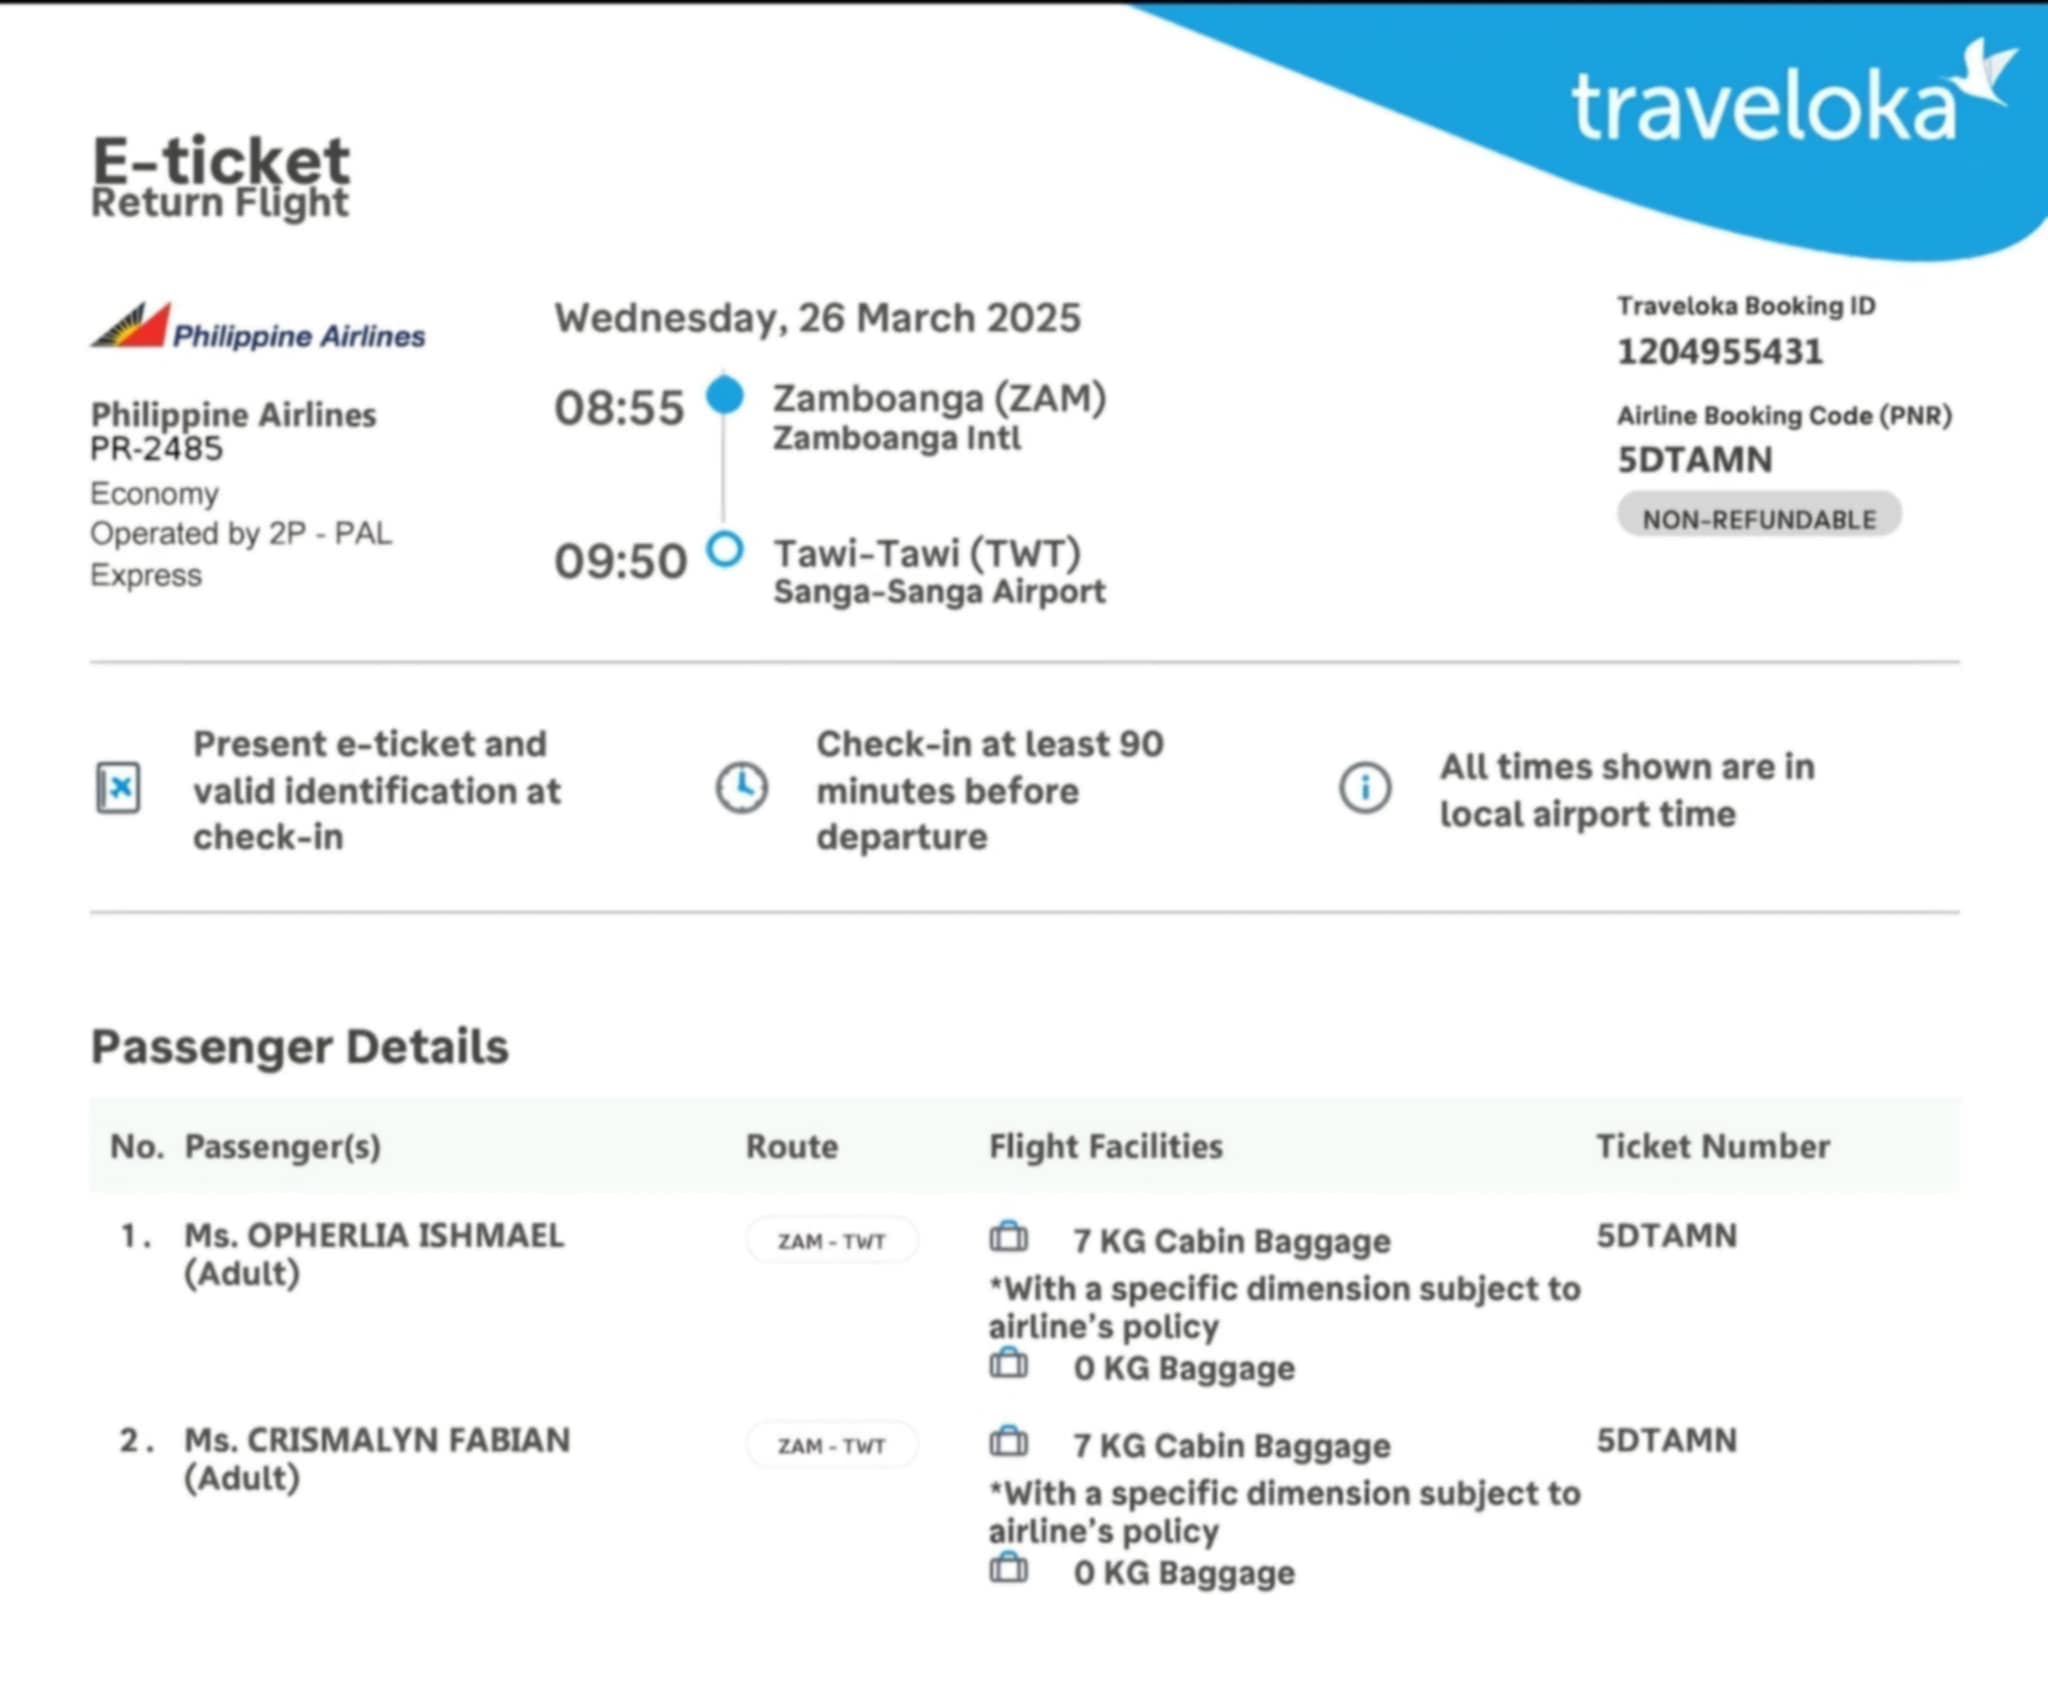 traveloka
E-ticket
Return Flight
Philippine Airlines
Wednesday, 26 March 2025
Traveloka Booking ID
1204955431
08:55
Zamboanga (ZAM)
Zamboanga Intl
Philippine Airlines
PR-2485
Economy
Operated by 2P - PAL
Express
Airline Booking Code (PNR)
5DTAMN
NON-REFUNDABLE
09:50
Tawi-Tawi (TWT)
Sanga-Sanga Airport
Present e-ticket and
valid identification at
check-in
Check-in at least 90
minutes before
departure
All times shown are in
local airport time
Passenger Details
No. Passenger(s) Route Flight Facilities Ticket Number
1. Ms. OPHERLIA ISHMAEL
(Adult)
ZAM - TWT
7 KG Cabin Baggage
*With a specific dimension subject to
airline's policy
0 KG Baggage
5DTAMN
2. Ms. CRISMALYN FABIAN
(Adult)
ZAM - TWT
7 KG Cabin Baggage
*With a specific dimension subject to
airline's policy
0 KG Baggage
5DTAMN